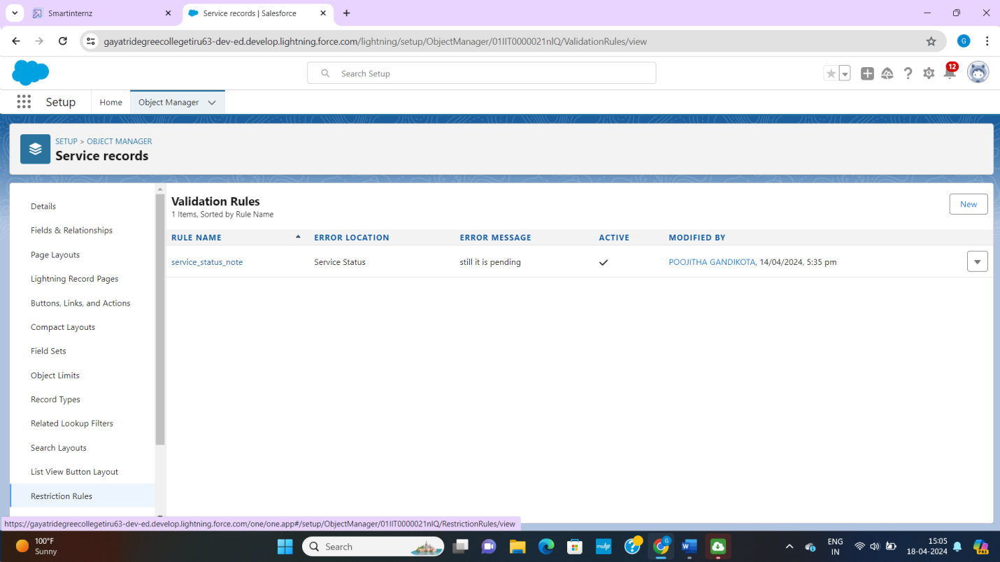 Smartinternz
Service records | Salesforce
gayatridegreecollegetiru63-dev-ed.develop.lightning.force.com/lightning/setup/ObjectManager/01IIT0000021nIQ/ValidationRules/view
G
Search Setup
12
Setup
Home
Object Manager
SETUP > OBJECT MANAGER
Service records
Details
Fields & Relationships
Page Layouts
Lightning Record Pages
Buttons, Links, and Actions
Compact Layouts
Field Sets
Object Limits
Record Types
Related Lookup Filters
Search Layouts
List View Button Layout
Restriction Rules
Validation Rules
1 Items, Sorted by Rule Name
New
RULE NAME ERROR LOCATION ERROR MESSAGE ACTIVE MODIFIED BY
service_status_note Service Status still it is pending POOJITHA GANDIKOTA, 14/04/2024, 5:35 pm
https://gayatridegreecollegetiru63-dev-ed.develop.lightning.force.com/one/one.app#/setup/ObjectManager/01IIT0000021nIQ/RestrictionRules/view
100°F
Sunny
Search
myhp
G
W
ENG
IN
15:05
18-04-2024
PRE